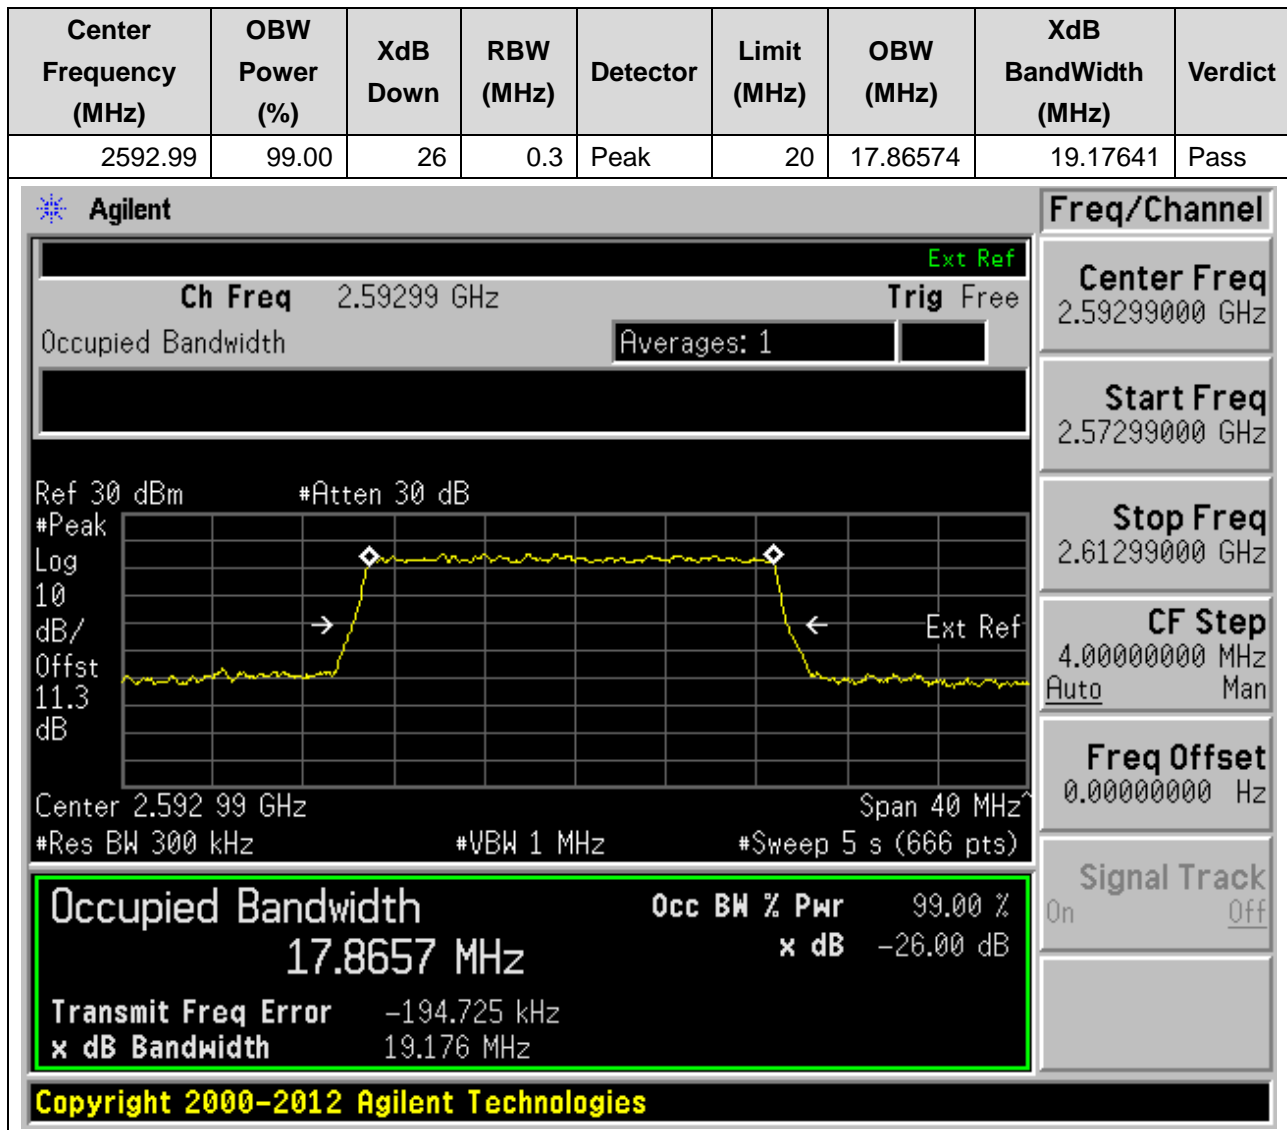 Center Frequency (MHz) OBW Power (%) XdB Down RBW (MHz) Detector Limit (MHz) OBW (MHz) XdB BandWidth (MHz) Verdict
2592.99 99.00 26 0.3 Peak 20 17.86574 19.17641 Pass
Agilent
Freq/Channel
Ext Ref
Ch Freq 2.59299 GHz Trig Free
Occupied Bandwidth Averages: 1
Ref 30 dBm #Atten 30 dB
#Peak
Log
10
dB/
Offst
11.3
dB
Ext Ref
Center 2.592 99 GHz Span 40 MHz^
#Res BW 300 kHz #VBW 1 MHz #Sweep 5 s (666 pts)
Occupied Bandwidth
17.8657 MHz
Occ BW % Pwr 99.00 %
x dB -26.00 dB
Transmit Freq Error -194.725 kHz
x dB Bandwidth 19.176 MHz
Center Freq
2.59299000 GHz
Start Freq
2.57299000 GHz
Stop Freq
2.61299000 GHz
CF Step
4.00000000 MHz
Auto Man
Freq Offset
0.00000000 Hz
Signal Track
On Off
Copyright 2000-2012 Agilent Technologies